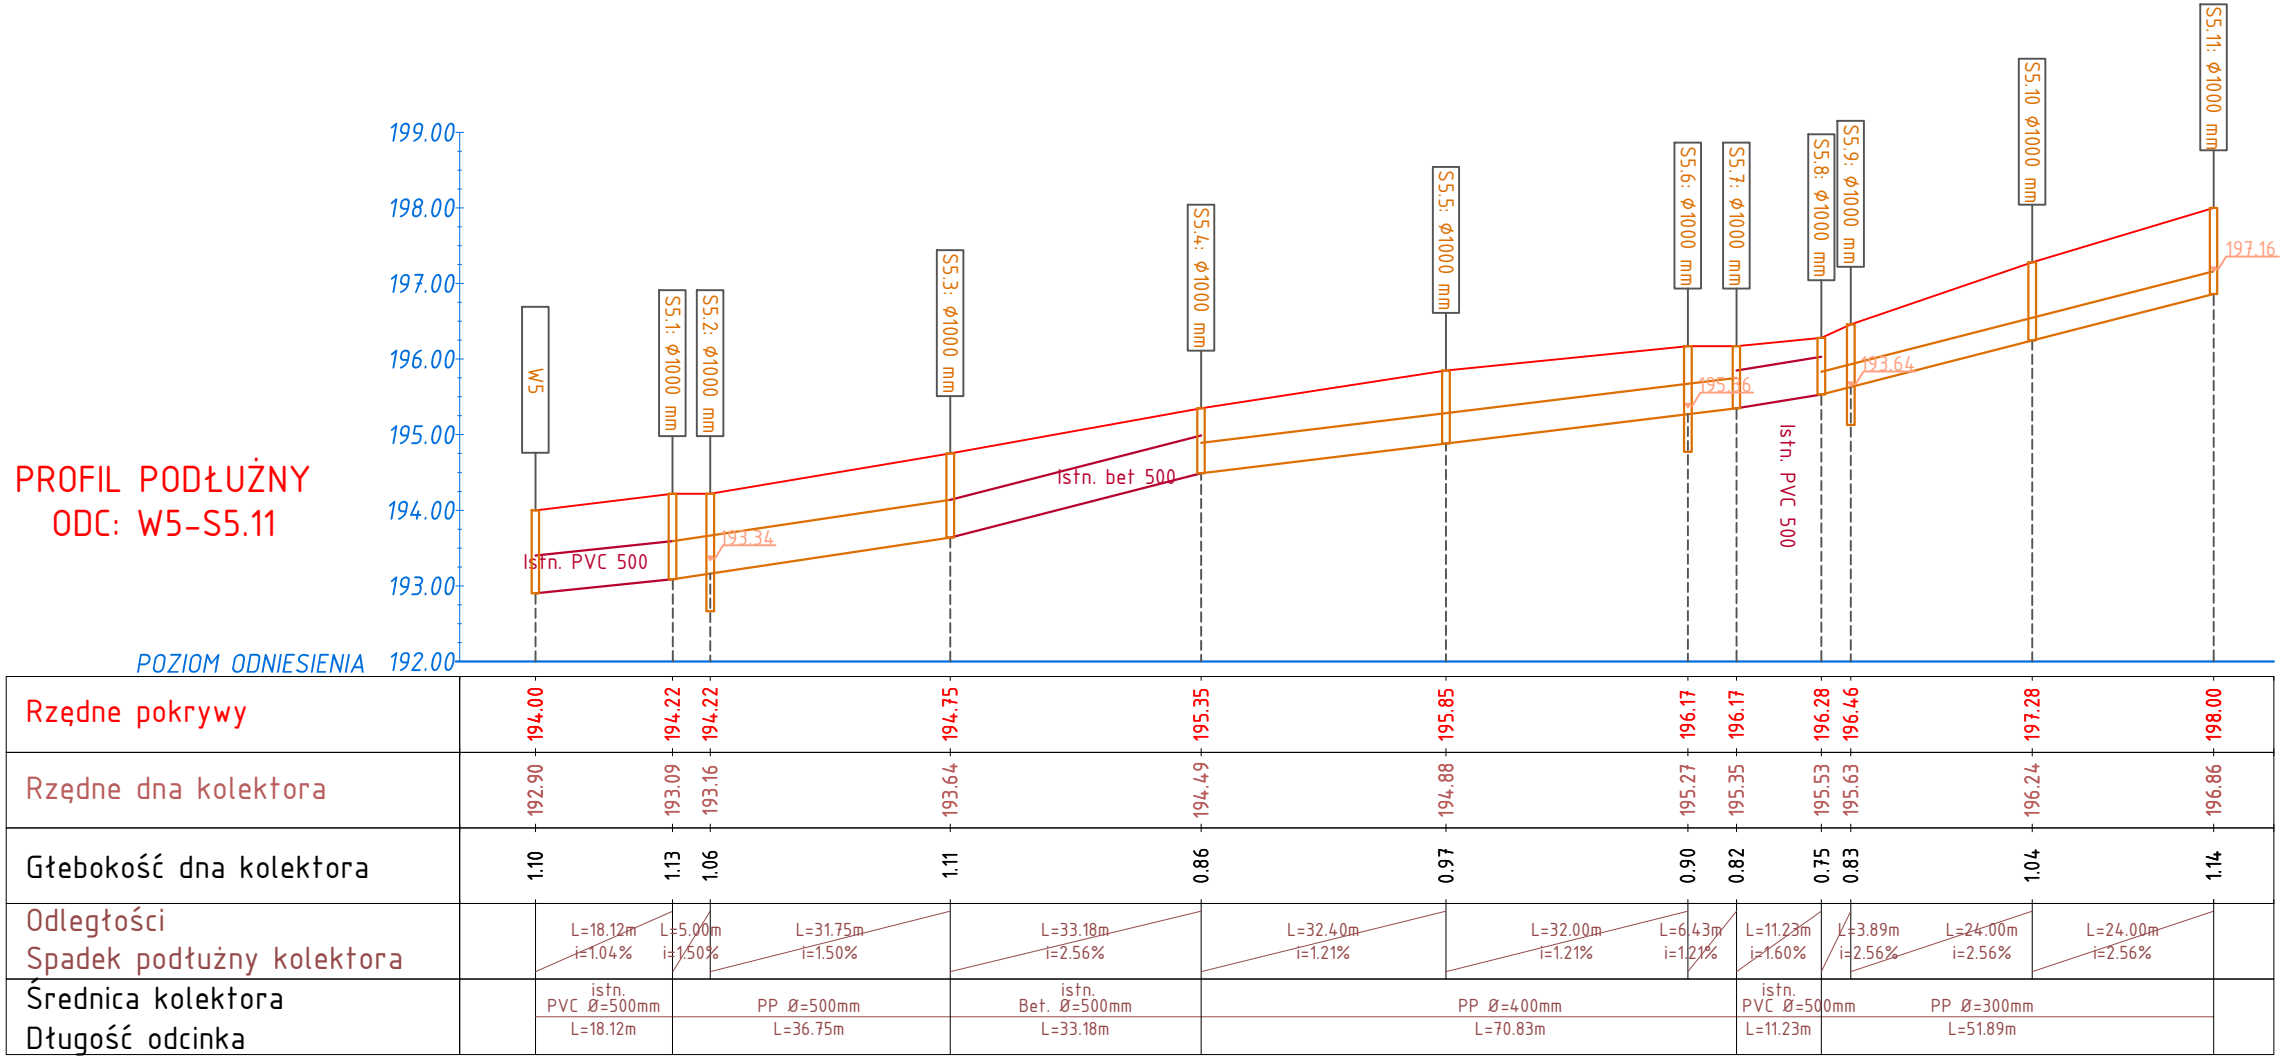 S5.11: ϕ1000 mm
S5.10 ϕ1000 mm
S5.9: ϕ1000 mm
S5.8: ϕ1000 mm
S5.7: ϕ1000 mm
S5.6: ϕ1000 mm
S5.5: ϕ1000 mm
S5.4: ϕ1000 mm
S5.3: ϕ1000 mm
S5.2: ϕ1000 mm
S5.1: ϕ1000 mm
W5
199.00
198.00
197.00
196.00
195.00
194.00
193.00
POZIOM ODNIESIENIA 192.00
PROFIL PODŁUŻNY
ODC: W5-S5.11
197.16
193.64
195.36
193.34
Istn. bet 500
Istn. PVC 500
Istn. PVC 500
Rzędne pokrywy 194.00 194.22 194.22 194.75 195.35 195.85 196.17 196.17 196.28 196.46 197.28 198.00
Rzędne dna kolektora 192.90 193.09 193.16 193.64 194.49 194.88 195.27 195.35 195.53 195.63 196.24 196.86
Głebokość dna kolektora 1.10 1.13 1.06 1.11 0.86 0.97 0.90 0.82 0.75 0.83 1.04 1.14
Odległości L=18.12m L=5.00m L=31.75m L=33.18m L=32.40m L=32.00m L=6.43m L=11.23m L=3.89m L=24.00m L=24.00m
Spadek podłużny kolektora i=1.04% i=1.50% i=1.50% i=2.56% i=1.21% i=1.21% i=1.21% i=1.60% i=2.56% i=2.56% i=2.56%
istn. istn. istn.
Średnica kolektora PVC Ø=500mm PP Ø=500mm Bet. Ø=500mm PP Ø=400mm PVC Ø=500mm PP Ø=300mm
Długość odcinka L=18.12m L=36.75m L=33.18m L=70.83m L=11.23m L=51.89m